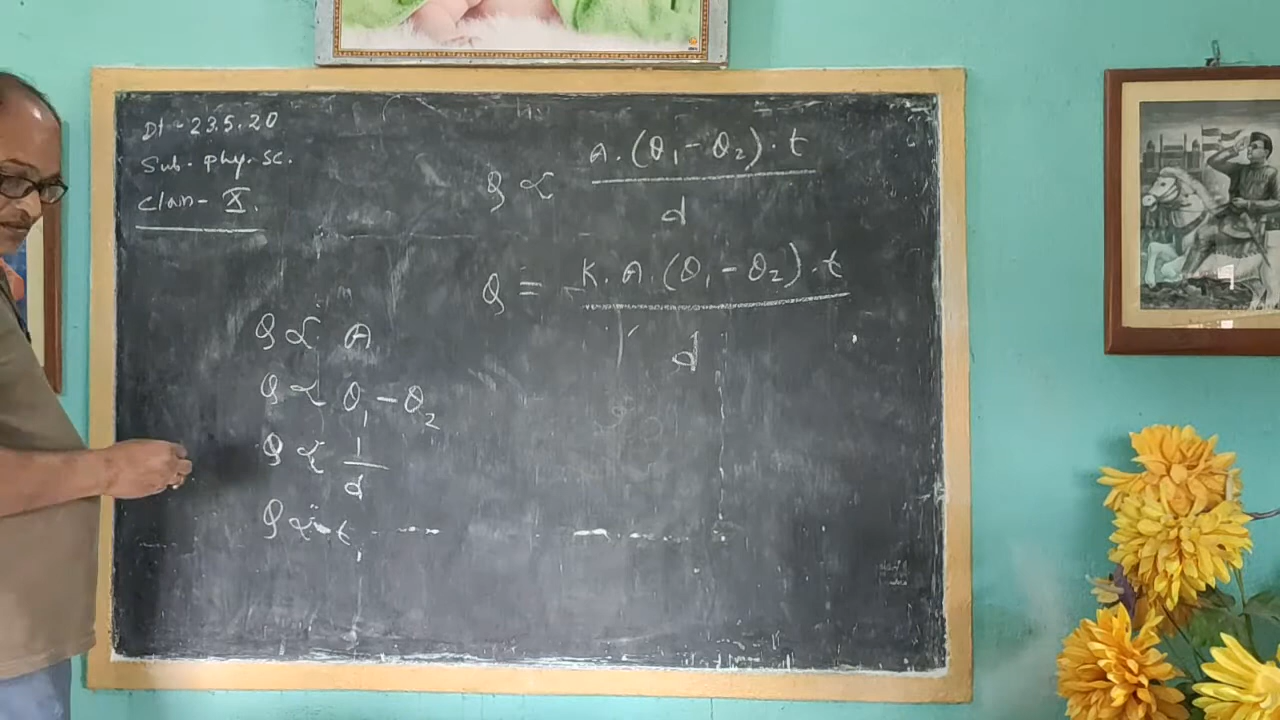 Dt - 23.5.20
Sub. phy. sc.
Class - X.
Q ∝ A. (θ₁ - θ₂). t / d
Q = K. A. (θ₁ - θ₂). t / d
Q ∝ A
Q ∝ θ₁ - θ₂
Q ∝ 1/d
Q ∝ t